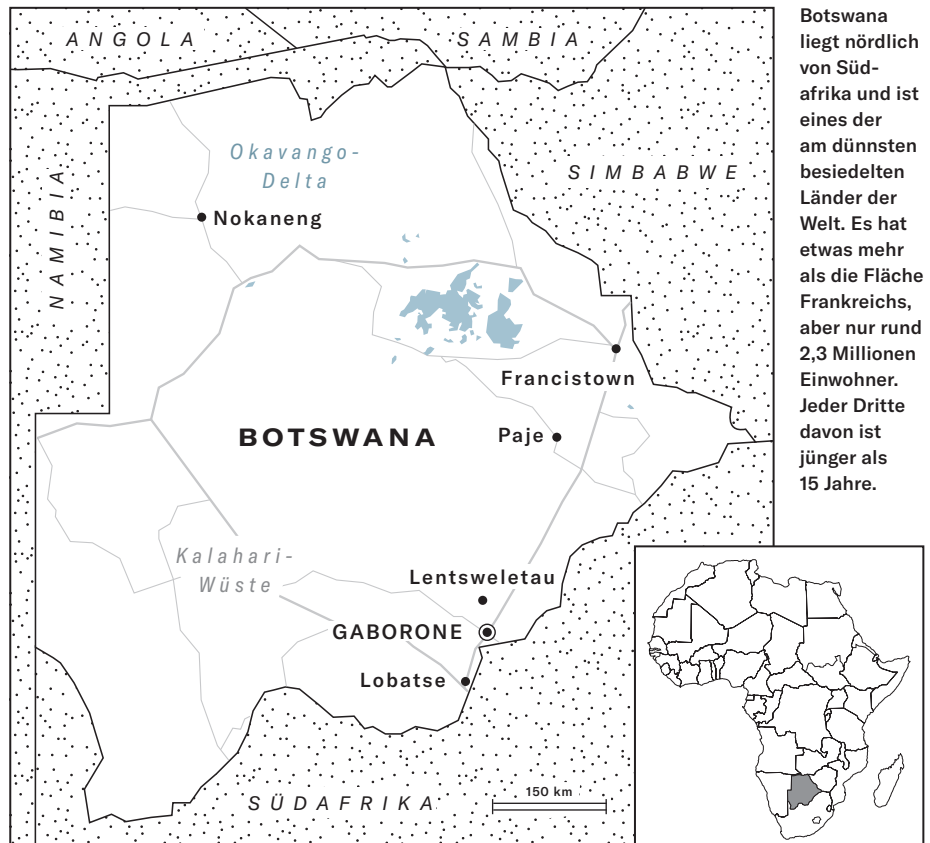 ANGOLA
SAMBIA
Okavango-
Delta
SIMBABWE
NAMIBIA
Nokaneng
Francistown
BOTSWANA
Paje
Kalahari-
Wüste
Lentsweletau
GABORONE
Lobatse
SÜDAFRIKA
150 km
Botswana
liegt nördlich
von Süd-
afrika und ist
eines der
am dünnsten
besiedelten
Länder der
Welt. Es hat
etwas mehr
als die Fläche
Frankreichs,
aber nur rund
2,3 Millionen
Einwohner.
Jeder Dritte
davon ist
jünger als
15 Jahre.